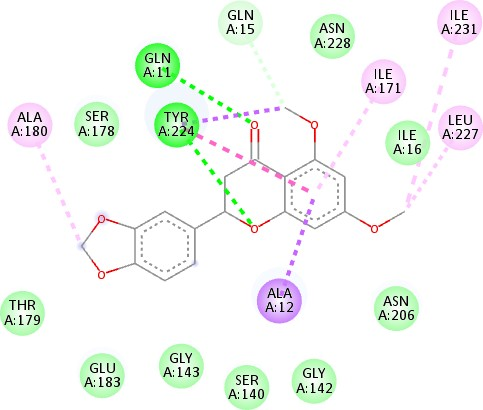 GLN
A:15
ILE
A:231
ASN
A:228
GLN
A:11
ILE
A:171
ALA
A:180
SER
A:178
TYR
A:224
LEU
A:227
O
O
ILE
A:16
O
O
O
O
ALA
A:12
THR
A:179
ASN
A:206
GLU
A:183
GLY
A:143
SER
A:140
GLY
A:142